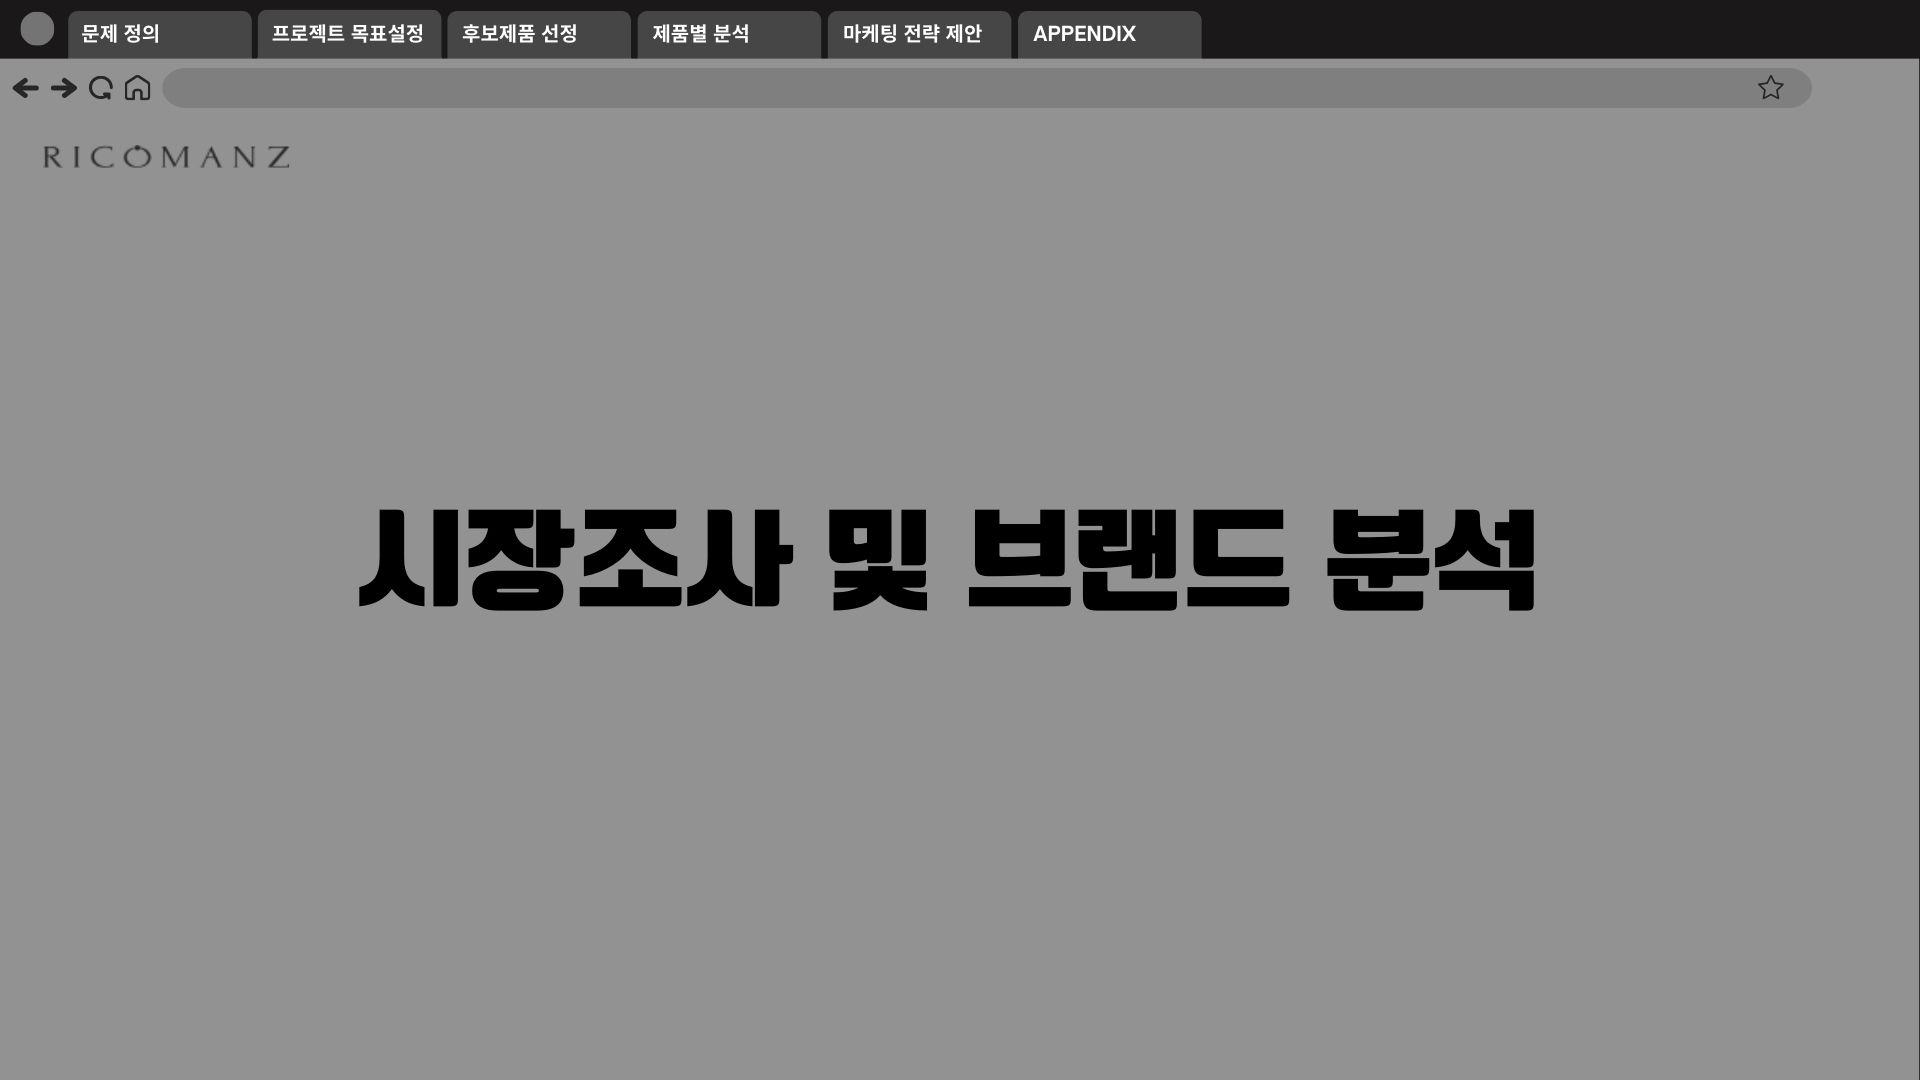 문제 정의
프로젝트 목표설정
후보제품 선정
제품별 분석
마케팅 전략 제안
APPENDIX
RICOMANZ
시장조사 및 브랜드 분석